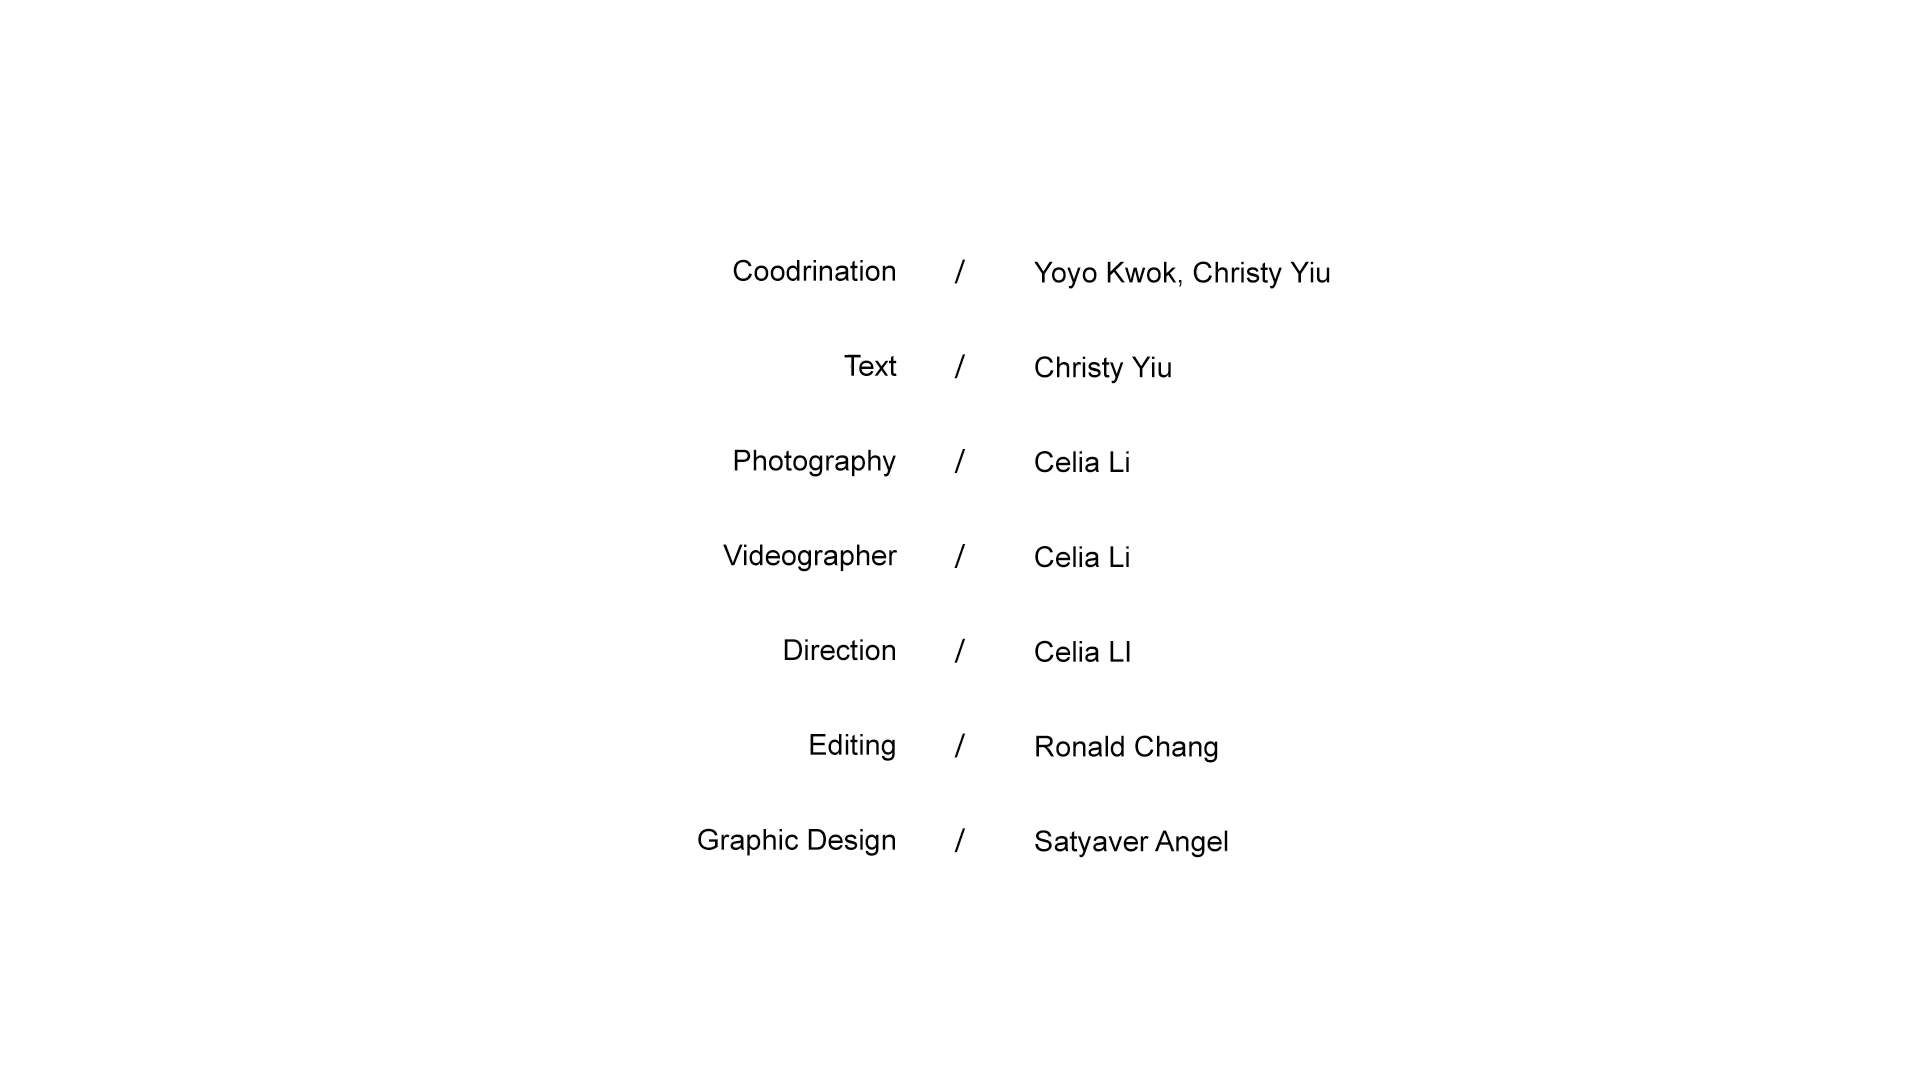 Coodrination / Yoyo Kwok, Christy Yiu
Text / Christy Yiu
Photography / Celia Li
Videographer / Celia Li
Direction / Celia LI
Editing / Ronald Chang
Graphic Design / Satyaver Angel